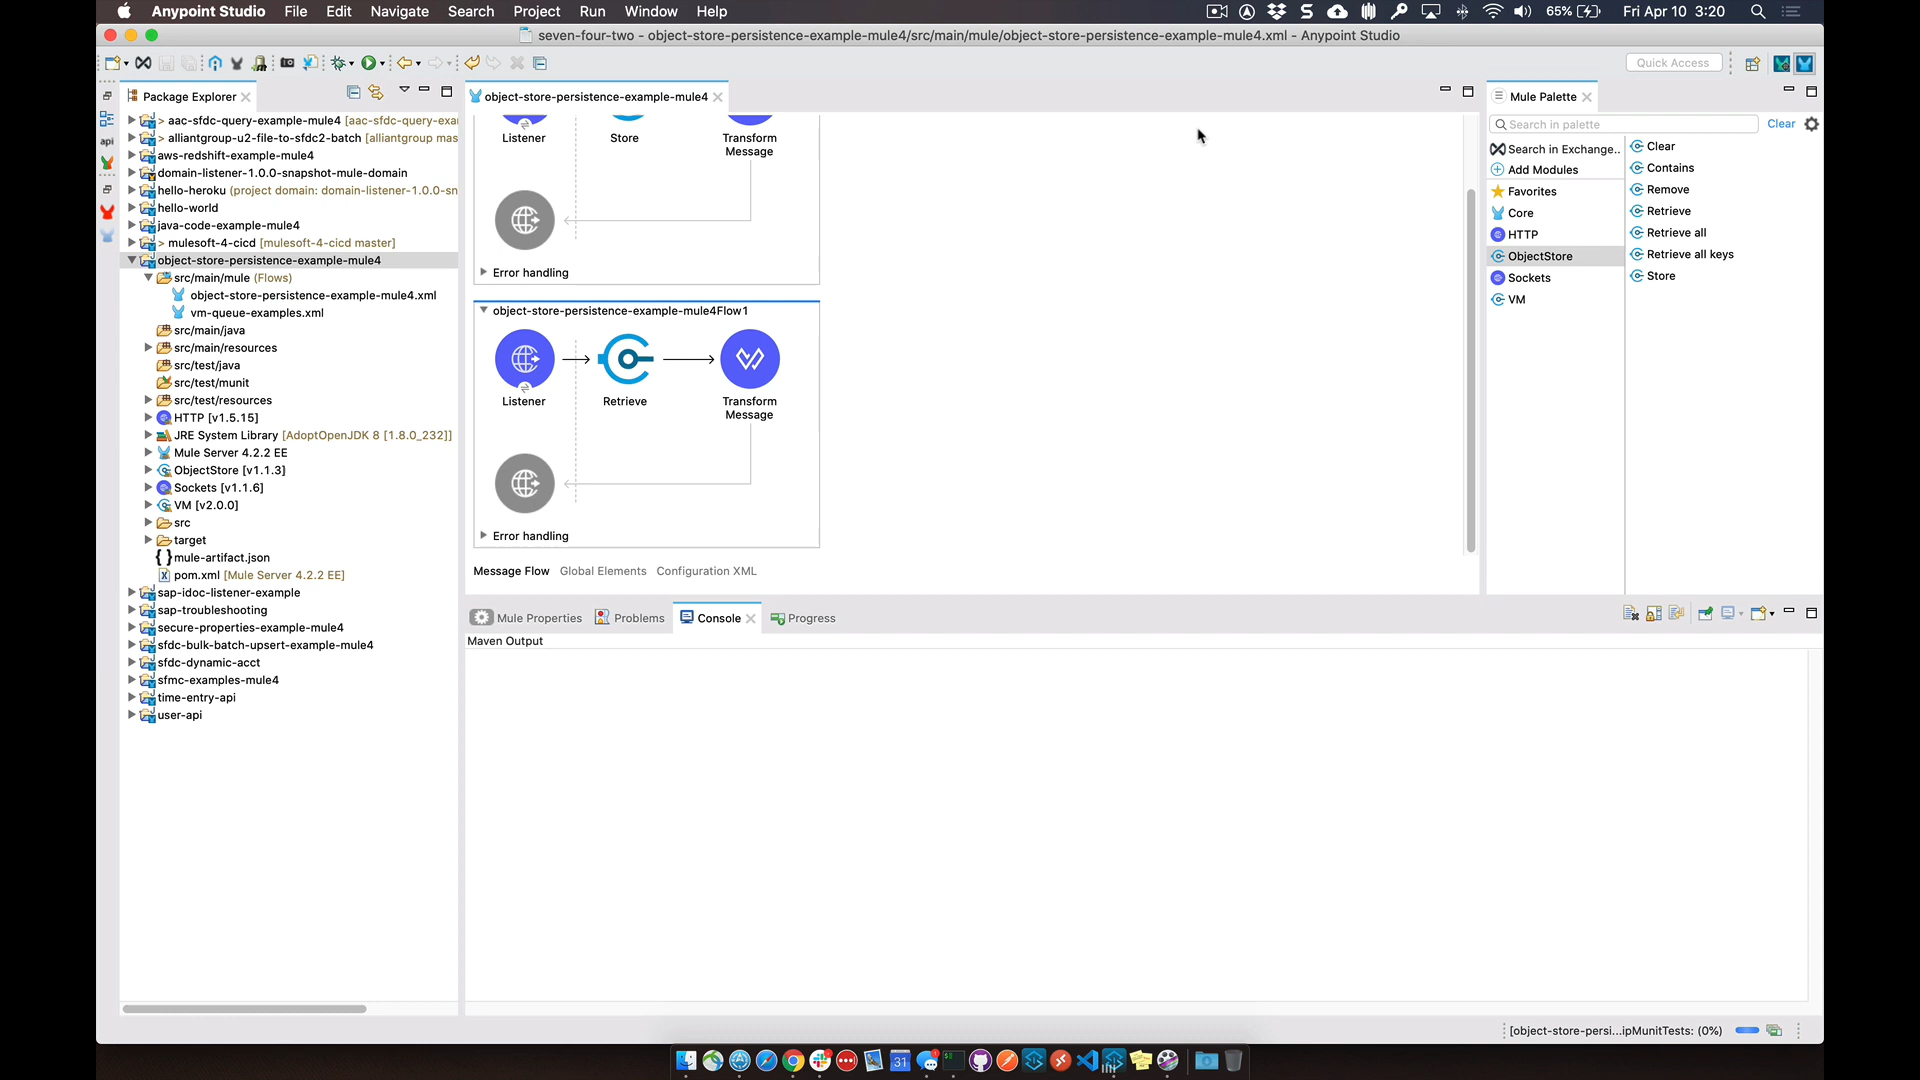 Anypoint Studio File Edit Navigate Search Project Run Window Help 65% Fri Apr 10 3:20
seven-four-two - object-store-persistence-example-mule4/src/main/mule/object-store-persistence-example-mule4.xml - Anypoint Studio
Quick Access
Package Explorer
> aac-sfdc-query-example-mule4 [aac-sfdc-query-exa
> alliantgroup-u2-file-to-sfdc2-batch [alliantgroup mas
aws-redshift-example-mule4
domain-listener-1.0.0-snapshot-mule-domain
hello-heroku (project domain: domain-listener-1.0.0-sn
hello-world
java-code-example-mule4
> mulesoft-4-cicd [mulesoft-4-cicd master]
object-store-persistence-example-mule4
src/main/mule (Flows)
object-store-persistence-example-mule4.xml
vm-queue-examples.xml
src/main/java
src/main/resources
src/test/java
src/test/munit
src/test/resources
HTTP [v1.5.15]
JRE System Library [AdoptOpenJDK 8 [1.8.0_232]]
Mule Server 4.2.2 EE
ObjectStore [v1.1.3]
Sockets [v1.1.6]
VM [v2.0.0]
src
target
mule-artifact.json
pom.xml [Mule Server 4.2.2 EE]
sap-idoc-listener-example
sap-troubleshooting
secure-properties-example-mule4
sfdc-bulk-batch-upsert-example-mule4
sfdc-dynamic-acct
sfmc-examples-mule4
time-entry-api
user-api
api
object-store-persistence-example-mule4
Listener
Store
Transform
Message
Error handling
object-store-persistence-example-mule4Flow1
Listener
Retrieve
Transform
Message
Error handling
Message Flow Global Elements Configuration XML
Mule Palette
Search in palette
Clear
Search in Exchange..
Add Modules
Favorites
Core
HTTP
ObjectStore
Sockets
VM
Clear
Contains
Remove
Retrieve
Retrieve all
Retrieve all keys
Store
Mule Properties Problems Console Progress
Maven Output
[object-store-persi...ipMunitTests: (0%)
31